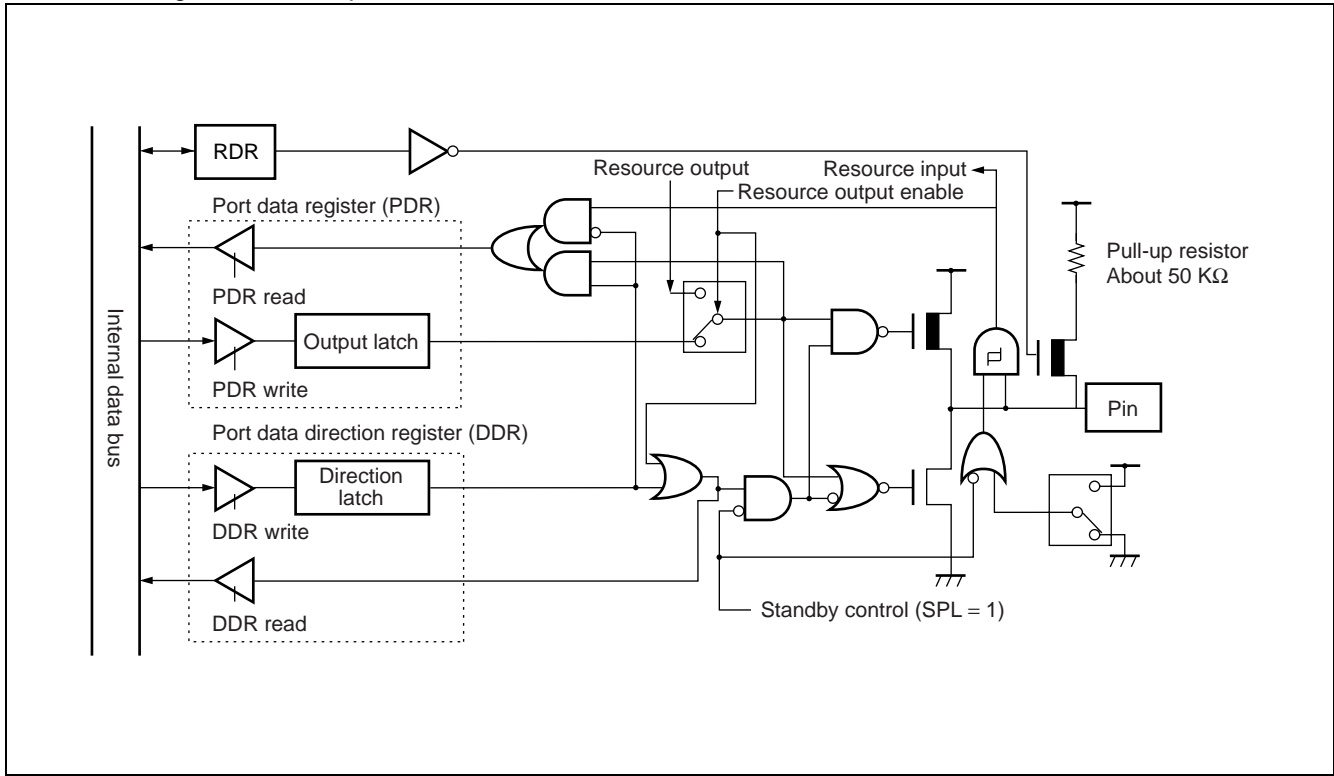 RDR
Resource output
Resource input
Resource output enable
Port data register (PDR)
Pull-up resistor
About 50 KΩ
PDR read
Internal data bus
Output latch
PDR write
Pin
Port data direction register (DDR)
Direction
latch
DDR write
Standby control (SPL = 1)
DDR read